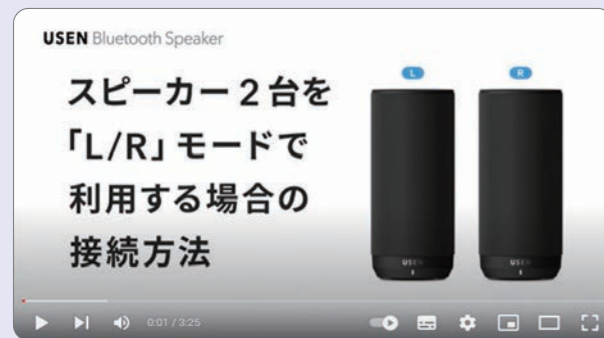 USEN Bluetooth Speaker
L
R
スピーカー2台を
「L/R」モードで
利用する場合の
接続方法
USEN
USEN
0:01 / 3:25